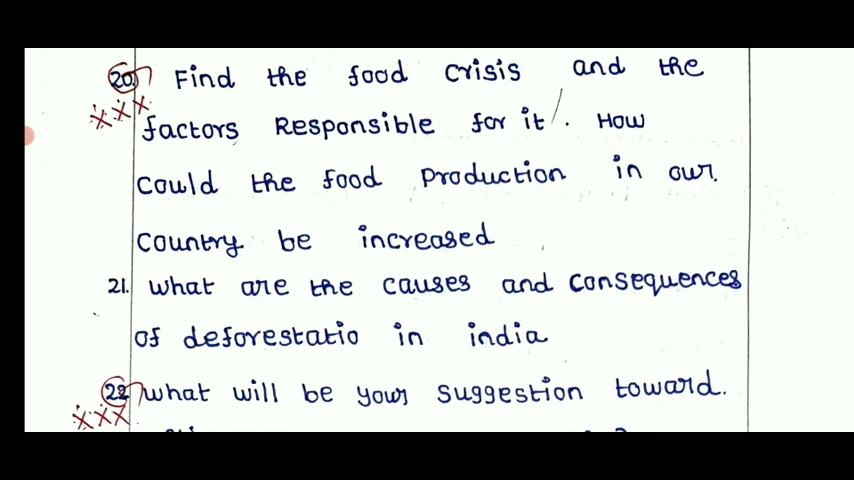 20. Find the food crisis and the
xxx factors Responsible for it. How
could the food production in our.
country be increased
21. what are the causes and consequences
of deforestatio in india
22 what will be your suggestion toward.
xxx